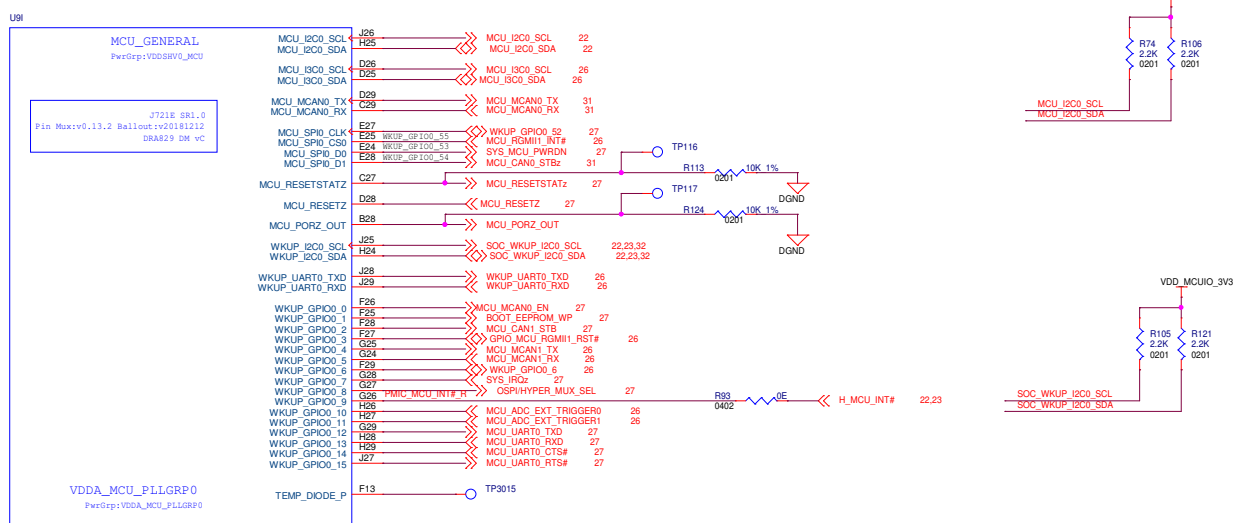 U9I
MCU_GENERAL
PwrGrp:VDDSHV0_MCU
J721E SR1.0
Pin Mux:v0.13.2 Ballout:v20181212
DRA829 DM vC
MCU_I2C0_SCL J26 MCU_I2C0_SCL 22
MCU_I2C0_SDA H25 MCU_I2C0_SDA 22
MCU_I3C0_SCL D26 MCU_I3C0_SCL 26
MCU_I3C0_SDA D25 MCU_I3C0_SDA 26
MCU_MCAN0_TX D29 MCU_MCAN0_TX 31
MCU_MCAN0_RX C29 MCU_MCAN0_RX 31
MCU_SPI0_CLK E27 WKUP_GPIO0_52 27
MCU_SPI0_CS0 E25 WKUP_GPIO0_55 MCU_RGMII1_INT# 26
MCU_SPI0_D0 E24 WKUP_GPIO0_53 SYS_MCU_PWRDN 27
MCU_SPI0_D1 E28 WKUP_GPIO0_54 MCU_CAN0_STBz 31
TP116
R113 10K_1%
0201
DGND
MCU_RESETSTATZ C27 MCU_RESETSTATz 27
TP117
MCU_RESETZ D28 MCU_RESETZ 27
R124 10K_1%
0201
DGND
MCU_PORZ_OUT B28 MCU_PORZ_OUT
WKUP_I2C0_SCL J25 SOC_WKUP_I2C0_SCL 22,23,32
WKUP_I2C0_SDA H24 SOC_WKUP_I2C0_SDA 22,23,32
WKUP_UART0_TXD J28 WKUP_UART0_TXD 26
WKUP_UART0_RXD J29 WKUP_UART0_RXD 26
WKUP_GPIO0_0 F26 MCU_MCAN0_EN 27
WKUP_GPIO0_1 F25 BOOT_EEPROM_WP 27
WKUP_GPIO0_2 F28 MCU_CAN1_STB 27
WKUP_GPIO0_3 F27 GPIO_MCU_RGMII1_RST# 26
WKUP_GPIO0_4 G25 MCU_MCAN1_TX 26
WKUP_GPIO0_5 G24 MCU_MCAN1_RX 26
WKUP_GPIO0_6 F29 WKUP_GPIO0_6 26
WKUP_GPIO0_7 G28 SYS_IRQz 27
WKUP_GPIO0_8 G27 OSPI/HYPER_MUX_SEL 27
WKUP_GPIO0_9 G26 PMIC_MCU_INT#_H R93 0E H_MCU_INT# 22,23
0402
WKUP_GPIO0_10 H26 MCU_ADC_EXT_TRIGGER0 26
WKUP_GPIO0_11 H27 MCU_ADC_EXT_TRIGGER1 26
WKUP_GPIO0_12 G29 MCU_UART0_TXD 27
WKUP_GPIO0_13 H28 MCU_UART0_RXD 27
WKUP_GPIO0_14 H29 MCU_UART0_CTS# 27
WKUP_GPIO0_15 J27 MCU_UART0_RTS# 27
VDDA_MCU_PLLGRP0
PwrGrp:VDDA_MCU_PLLGRP0
TEMP_DIODE_P F13 TP3015
R74 R106
2.2K 2.2K
0201 0201
MCU_I2C0_SCL
MCU_I2C0_SDA
VDD_MCUIO_3V3
R105 R121
2.2K 2.2K
0201 0201
SOC_WKUP_I2C0_SCL
SOC_WKUP_I2C0_SDA